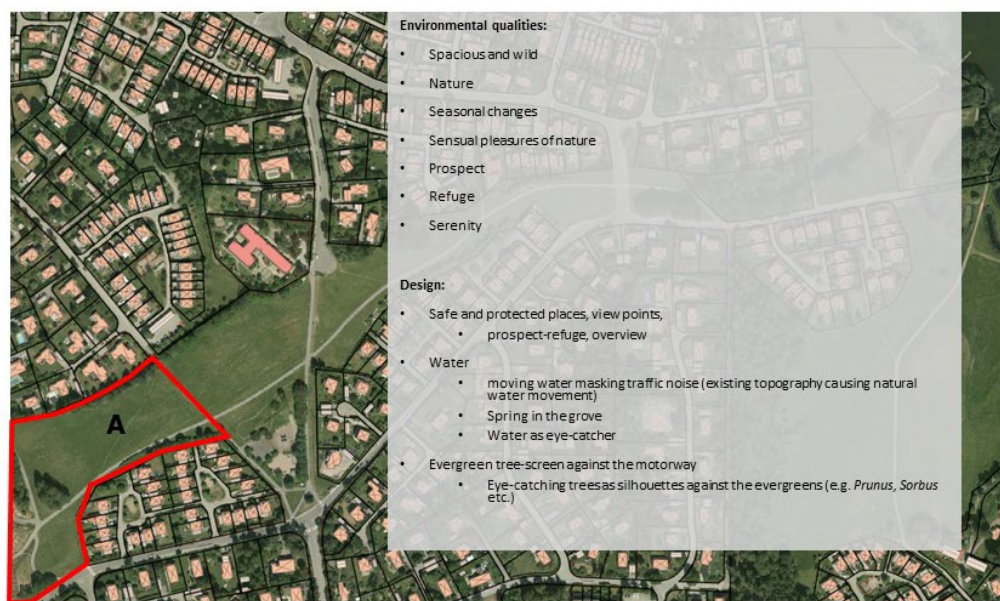 Environmental qualities:
• Spacious and wild
• Nature
• Seasonal changes
• Sensual pleasures of nature
• Prospect
• Refuge
• Serenity
Design:
• Safe and protected places, view points,
• prospect-refuge, overview
• Water
• moving water masking traffic noise (existing topography causing natural
water movement)
• Spring in the grove
• Water as eye-catcher
• Evergreen tree-screen against the motorway
• Eye-catching trees as silhouettes against the evergreens (e.g. Prunus, Sorbus
etc.)
A